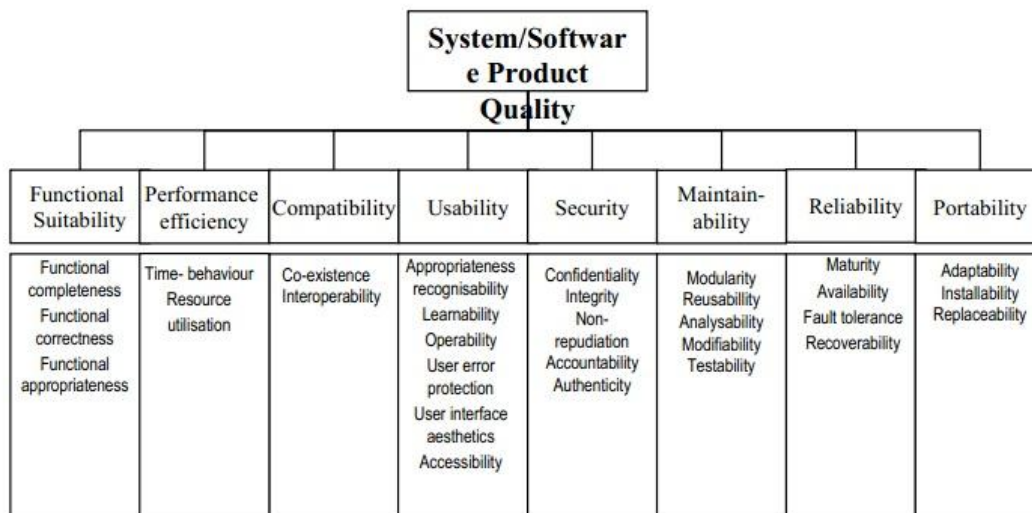 System/Softwar
e Product
Quality
Functional
Suitability
Performance
efficiency
Compatibility
Usability
Security
Maintain-
ability
Reliability
Portability
Functional
completeness
Functional
correctness
Functional
appropriateness
Time- behaviour
Resource
utilisation
Co-existence
Interoperability
Appropriateness
recognisability
Learnability
Operability
User error
protection
User interface
aesthetics
Accessibility
Confidentiality
Integrity
Non-
repudiation
Accountability
Authenticity
Modularity
Reusabillity
Analysability
Modifiability
Testability
Maturity
Availability
Fault tolerance
Recoverability
Adaptability
Installability
Replaceability